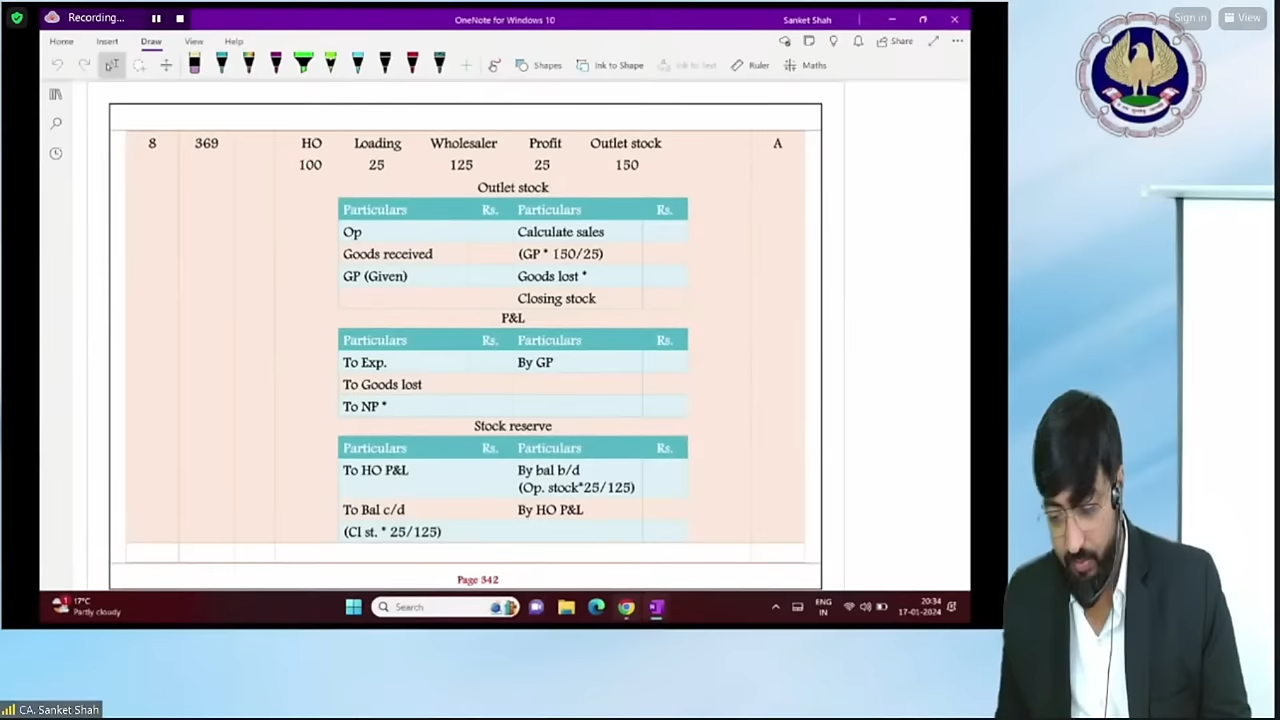 Recording...
OneNote for Windows 10
Sanket Shah
Sign in
View
Home Insert Draw View Help
Share
Shapes Ink to Shape Ink to Text Ruler Maths
8 369 HO Loading Wholesaler Profit Outlet stock A
100 25 125 25 150
Outlet stock
Particulars Rs. Particulars Rs.
Op Calculate sales
Goods received (GP * 150/25)
GP (Given) Goods lost *
Closing stock
P&L
Particulars Rs. Particulars Rs.
To Exp. By GP
To Goods lost
To NP *
Stock reserve
Particulars Rs. Particulars Rs.
To HO P&L By bal b/d
(Op. stock*25/125)
To Bal c/d By HO P&L
(Cl st. * 25/125)
Page 342
1
17°C
Partly cloudy
Search
ENG
IN
20:34
17-01-2024
CA. Sanket Shah